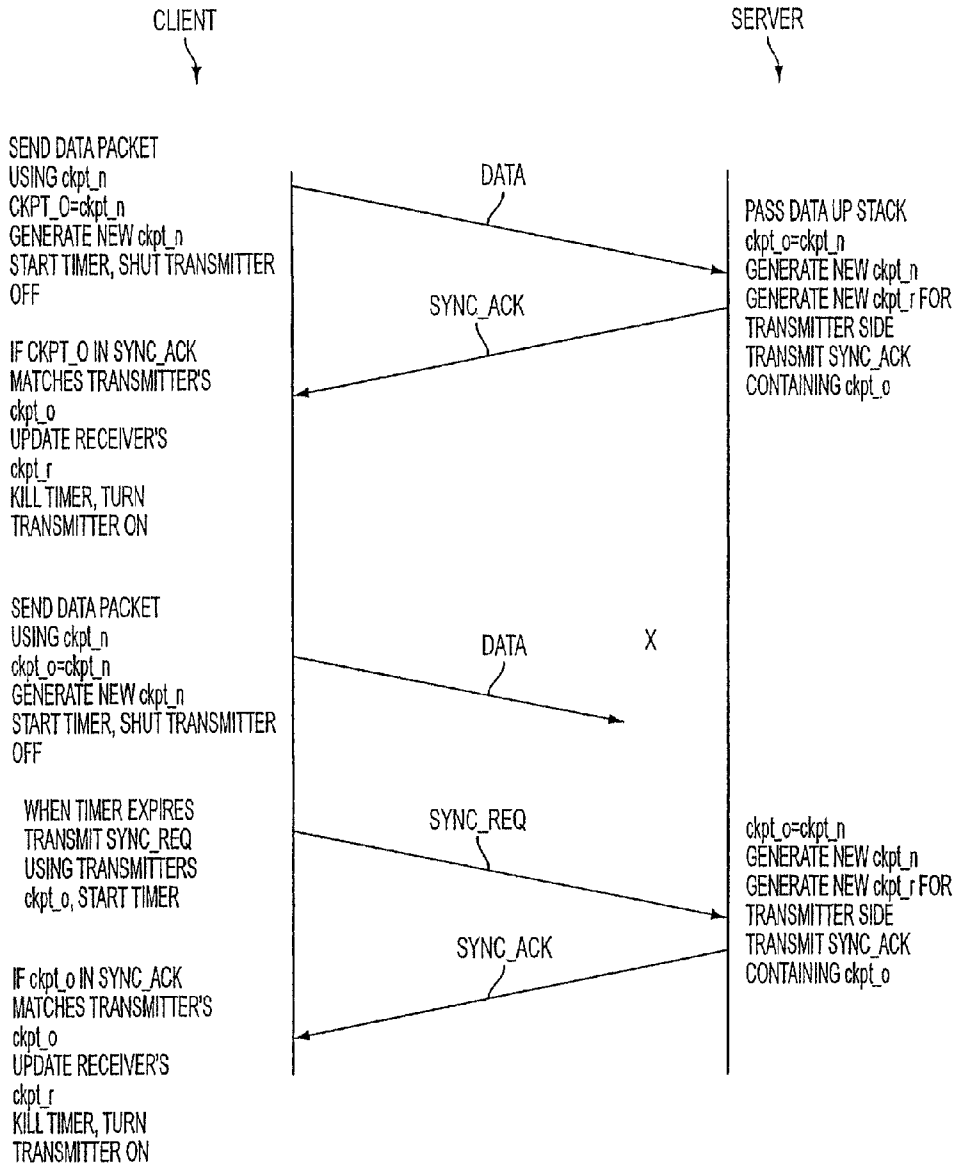 CLIENT
SERVER
SEND DATA PACKET
USING ckpt_n
CKPT_O=ckpt_n
GENERATE NEW ckpt_n
START TIMER, SHUT TRANSMITTER
OFF
DATA
PASS DATA UP STACK
ckpt_o=ckpt_n
GENERATE NEW ckpt_n
GENERATE NEW ckpt_r FOR
TRANSMITTER SIDE
TRANSMIT SYNC_ACK
CONTAINING ckpt_o
SYNC_ACK
IF CKPT_O IN SYNC_ACK
MATCHES TRANSMITTER'S
ckpt_o
UPDATE RECEIVER'S
ckpt_r
KILL TIMER, TURN
TRANSMITTER ON
SEND DATA PACKET
USING ckpt_n
ckpt_o=ckpt_n
GENERATE NEW ckpt_n
START TIMER, SHUT TRANSMITTER
OFF
DATA
X
WHEN TIMER EXPIRES
TRANSMIT SYNC_REQ
USING TRANSMITTERS
ckpt_o, START TIMER
SYNC_REQ
ckpt_o=ckpt_n
GENERATE NEW ckpt_n
GENERATE NEW ckpt_r FOR
TRANSMITTER SIDE
TRANSMIT SYNC_ACK
CONTAINING ckpt_o
SYNC_ACK
IF ckpt_o IN SYNC_ACK
MATCHES TRANSMITTER'S
ckpt_o
UPDATE RECEIVER'S
ckpt_r
KILL TIMER, TURN
TRANSMITTER ON